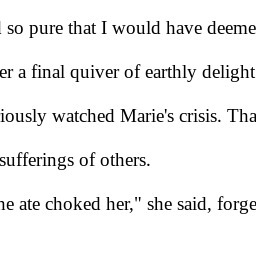 so pure that I would have deeme
er a final quiver of earthly delight
iously watched Marie's crisis. Tha
sufferings of others.
he ate choked her," she said, forge